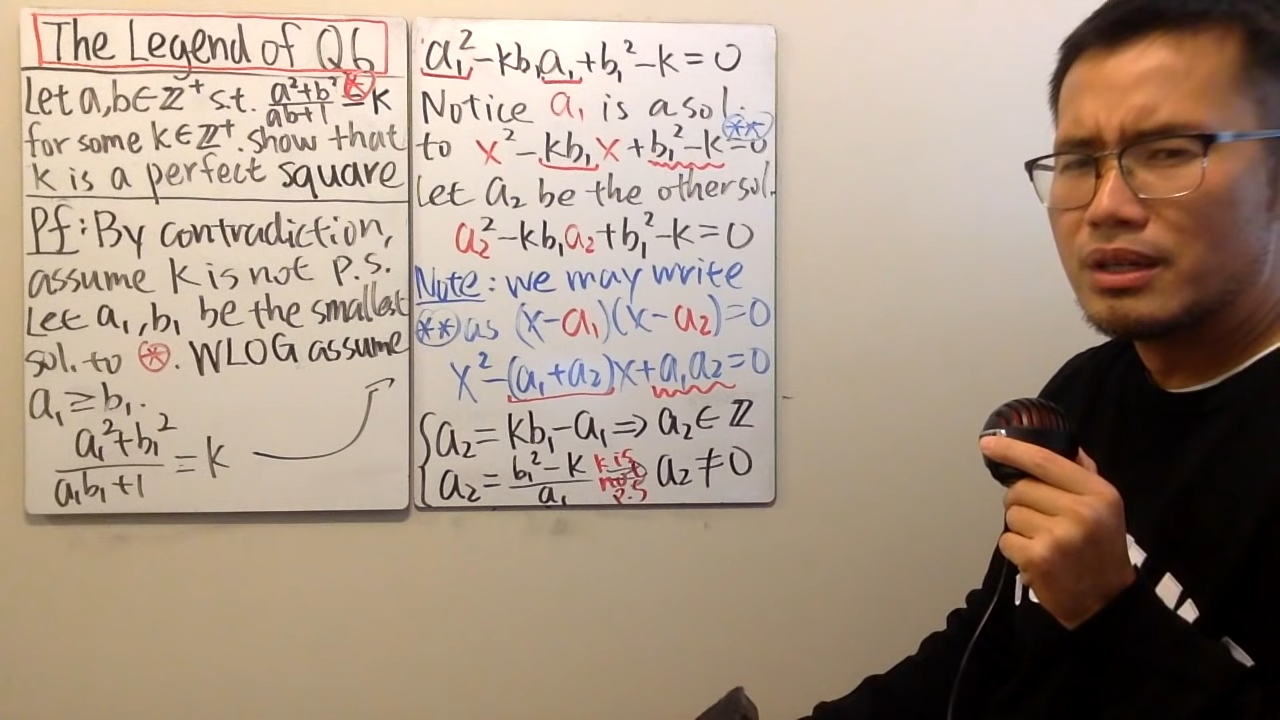 The Legend of Q6
Let a, b ∈ ℤ⁺ s.t. (a²+b²)/(ab+1) ⊛= k
for some k ∈ ℤ⁺. show that
k is a perfect square
Pf: By contradiction,
assume k is not P.S.
Let a₁, b₁ be the smallest
sol. to ⊛. WLOG assume
a₁ ≥ b₁.
(a₁²+b₁²)/(a₁b₁+1) = k
a₁² - kb₁a₁ + b₁² - k = 0
Notice a₁ is a sol.
to x² - kb₁x + b₁² - k = 0 (**)
Let a₂ be the other sol.
a₂² - kb₁a₂ + b₁² - k = 0
Note: we may write
(**) as (x-a₁)(x-a₂)=0
x² - (a₁+a₂)x + a₁a₂ = 0
{ a₂ = kb₁ - a₁ ⇒ a₂ ∈ ℤ
a₂ = (b₁² - k)/a₁ k is not P.S ⇒ a₂ ≠ 0